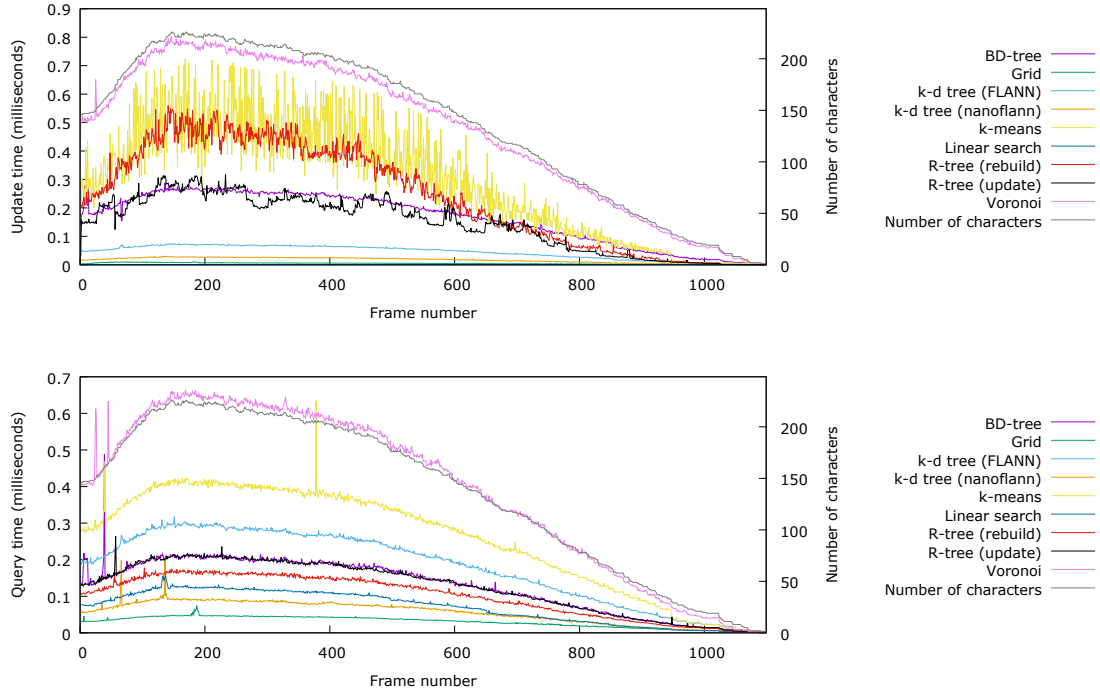 0.9
0.8
0.7
0.6
0.5
0.4
0.3
0.2
0.1
0
Update time (milliseconds)
0 200 400 600 800 1000
Frame number
200
150
100
50
0
Number of characters
BD-tree
Grid
k-d tree (FLANN)
k-d tree (nanoflann)
k-means
Linear search
R-tree (rebuild)
R-tree (update)
Voronoi
Number of characters
0.7
0.6
0.5
0.4
0.3
0.2
0.1
0
Query time (milliseconds)
0 200 400 600 800 1000
Frame number
200
150
100
50
0
Number of characters
BD-tree
Grid
k-d tree (FLANN)
k-d tree (nanoflann)
k-means
Linear search
R-tree (rebuild)
R-tree (update)
Voronoi
Number of characters